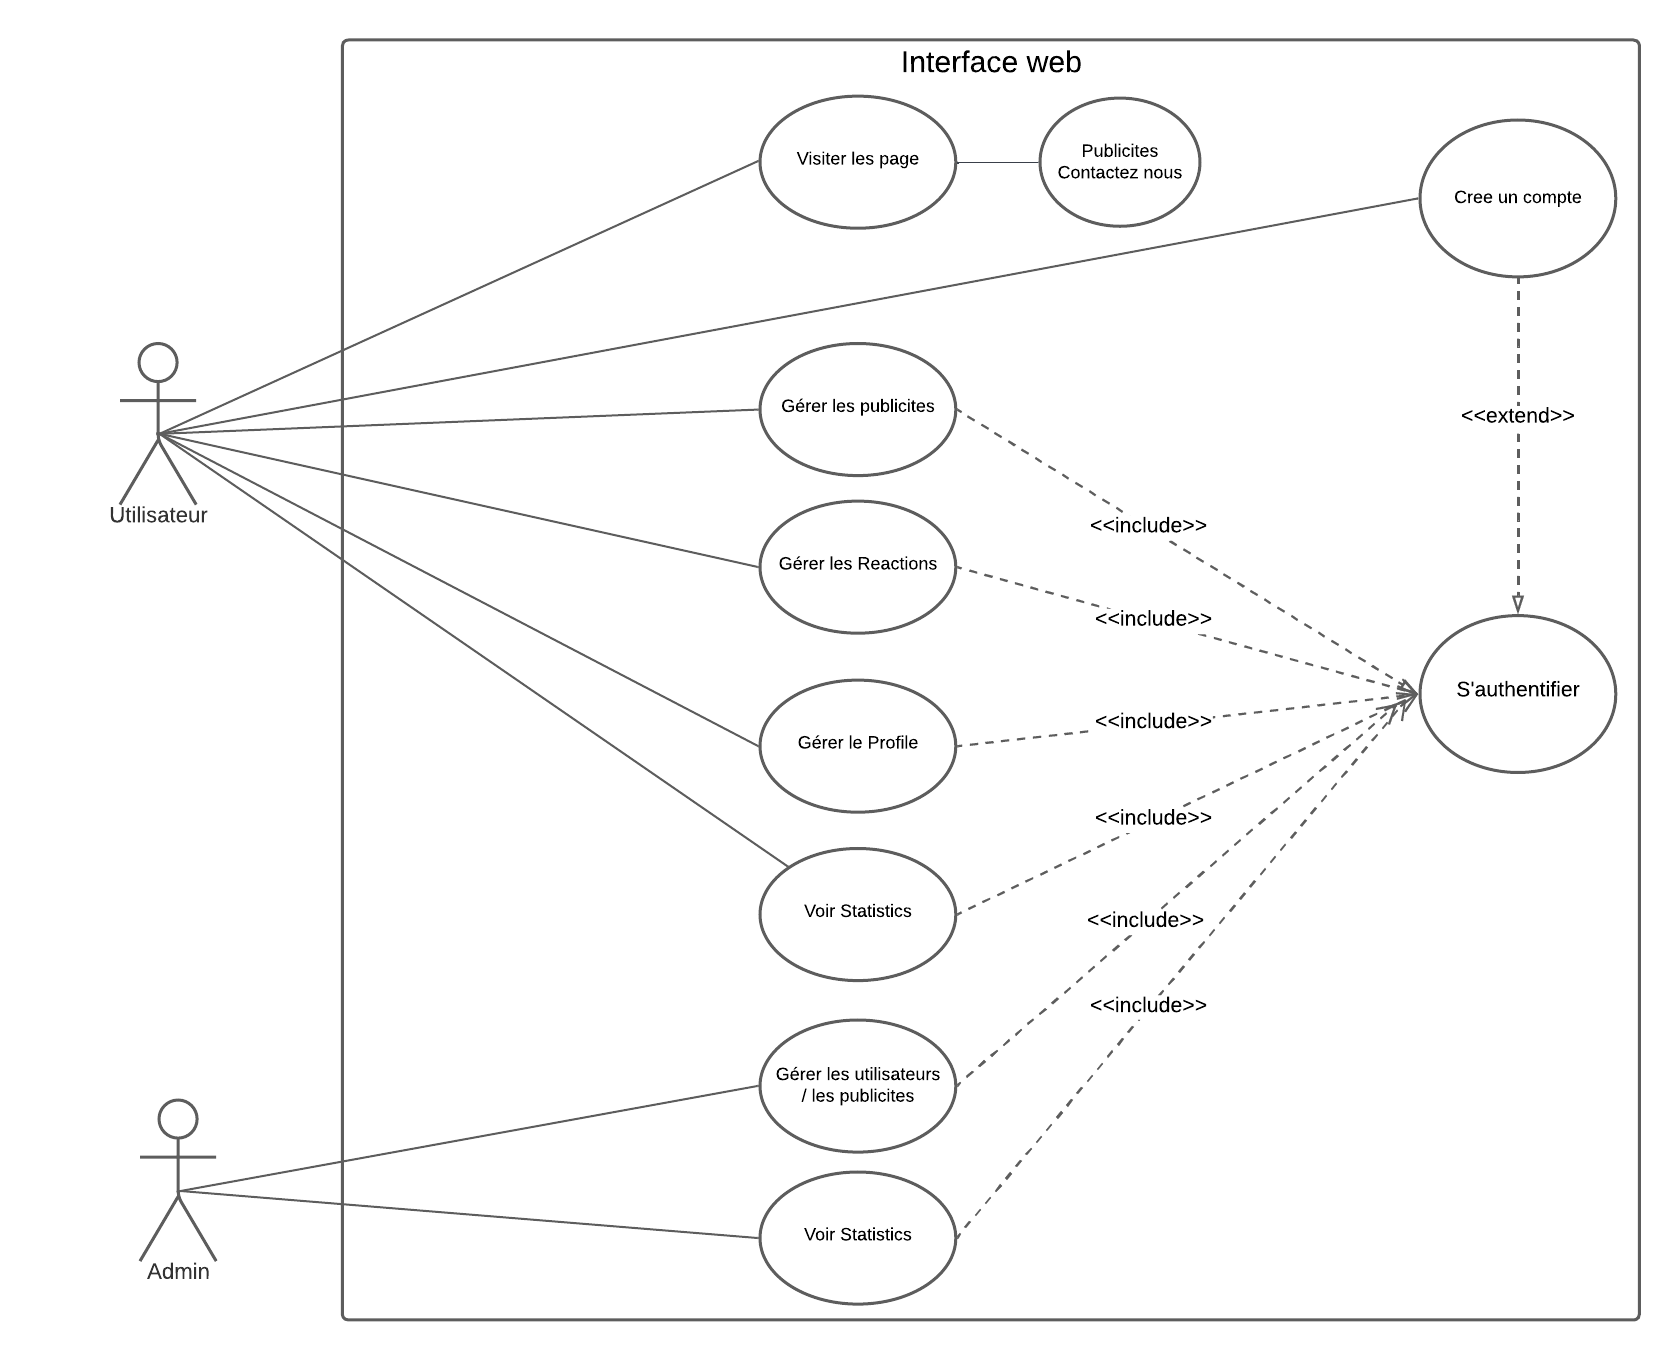 Interface web
Visiter les page
Publicites
Contactez nous
Cree un compte
Gérer les publicites
<<extend>>
Utilisateur
<<include>>
Gérer les Reactions
<<include>>
S'authentifier
<<include>>
Gérer le Profile
<<include>>
Voir Statistics
<<include>>
<<include>>
Gérer les utilisateurs
/ les publicites
Voir Statistics
Admin